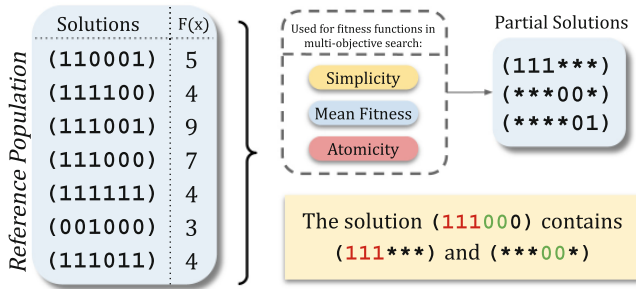 Reference Population
Solutions F(x)
(110001) 5
(111100) 4
(111001) 9
(111000) 7
(111111) 4
(001000) 3
(111011) 4
Used for fitness functions in
multi-objective search:
Simplicity
Mean Fitness
Atomicity
Partial Solutions
(111***)
(***00*)
(****01)
The solution (111000) contains
(111***) and (***00*)